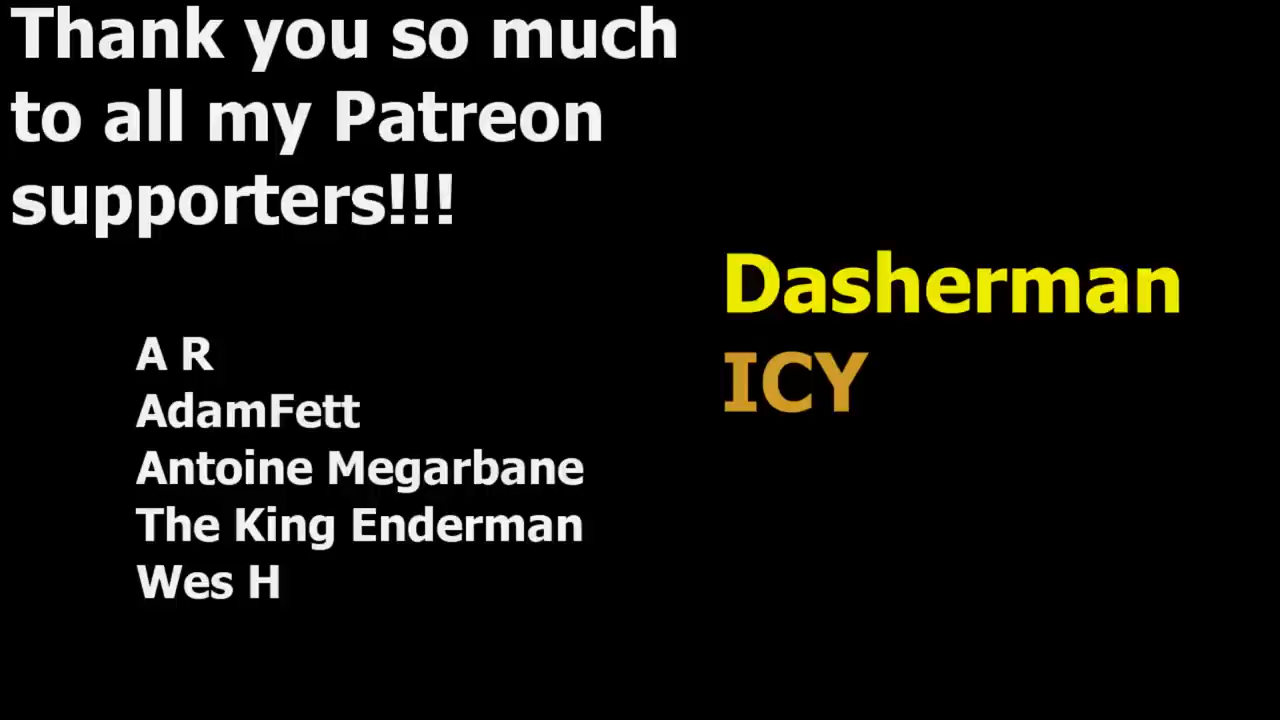 Thank you so much
to all my Patreon
supporters!!!
A R
AdamFett
Antoine Megarbane
The King Enderman
Wes H
Dasherman
ICY